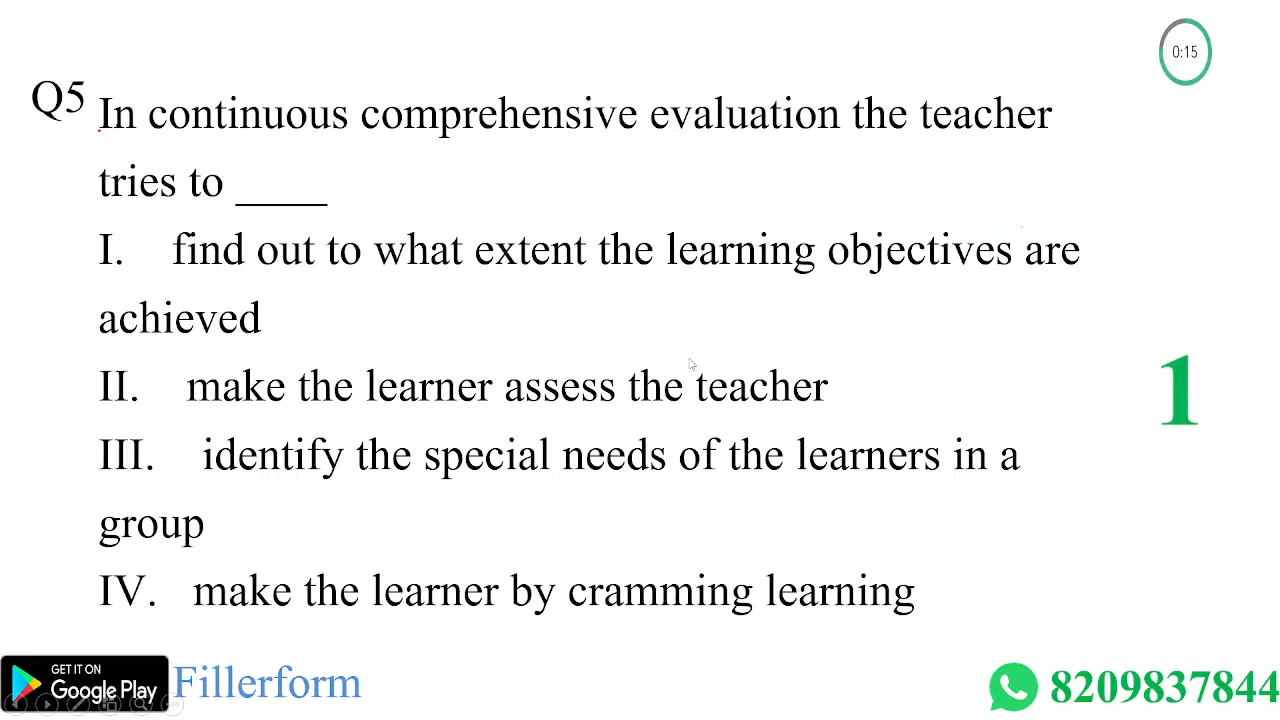 0:15
Q5
In continuous comprehensive evaluation the teacher
tries to ____
I. find out to what extent the learning objectives are
achieved
II. make the learner assess the teacher
III. identify the special needs of the learners in a
group
IV. make the learner by cramming learning
1
GET IT ON
Google Play
Fillerform
8209837844